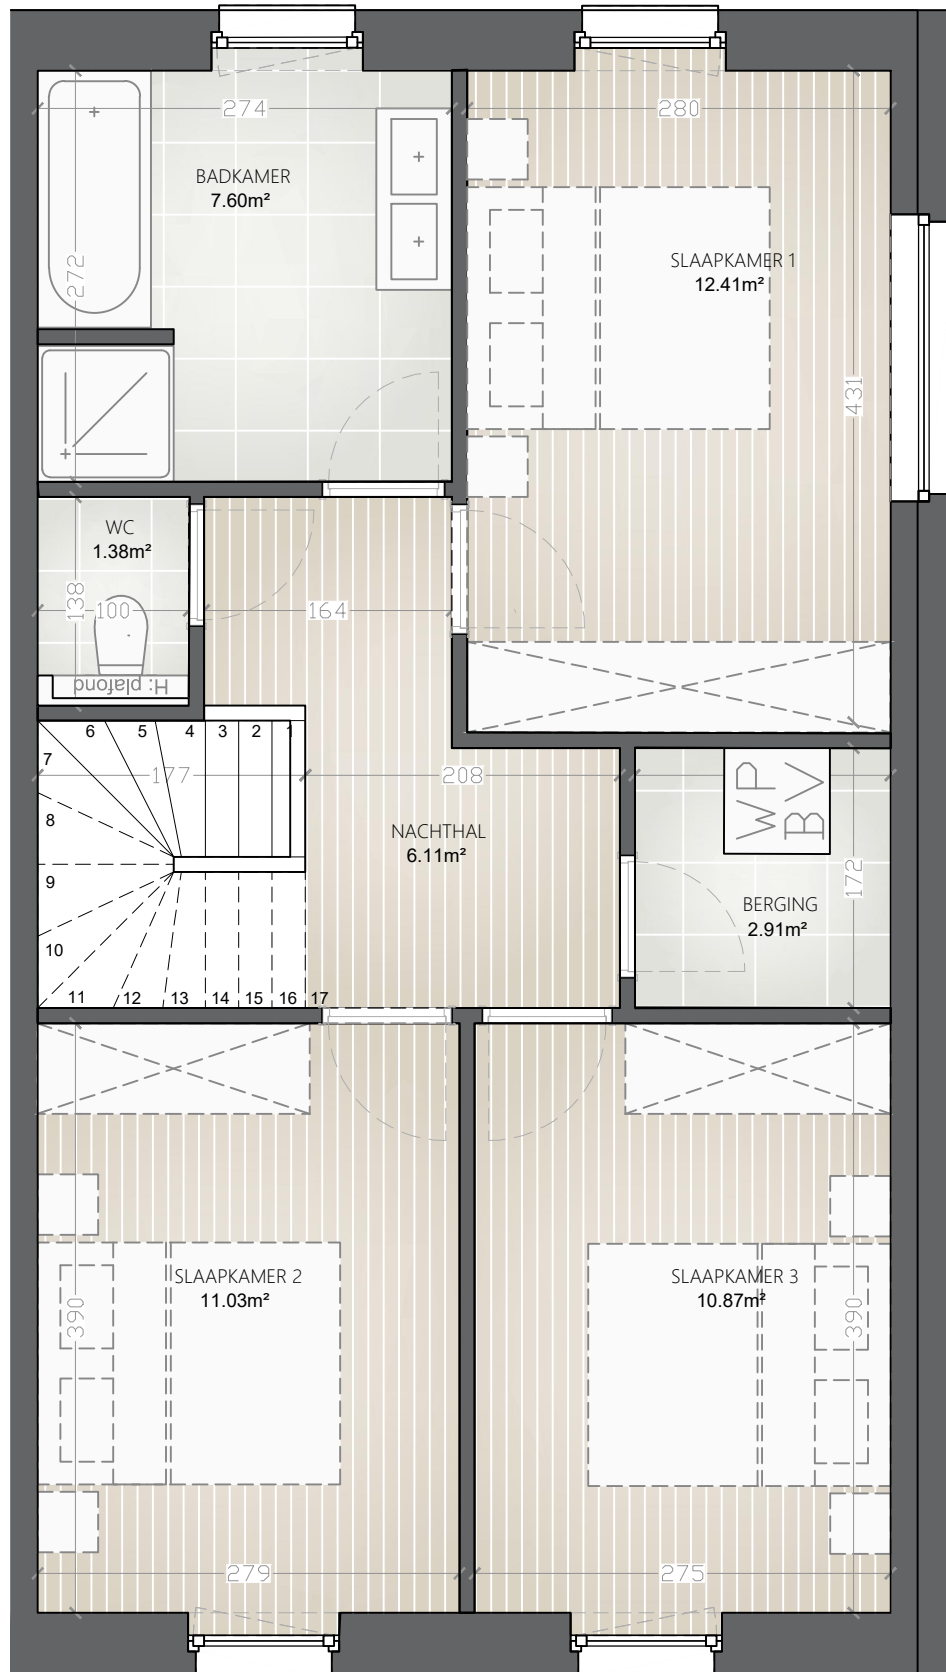 274
280
BADKAMER
7.60m²
SLAAPKAMER 1
12.41m²
272
431
WC
1.38m²
138
100
164
H: plafond
6 5 4 3 2 1
7
177
208
WP
BV
8
NACHTHAL
6.11m²
172
9
BERGING
2.91m²
10
11 12 13 14 15 16 17
SLAAPKAMER 2
11.03m²
SLAAPKAMER 3
10.87m²
390
390
279
275